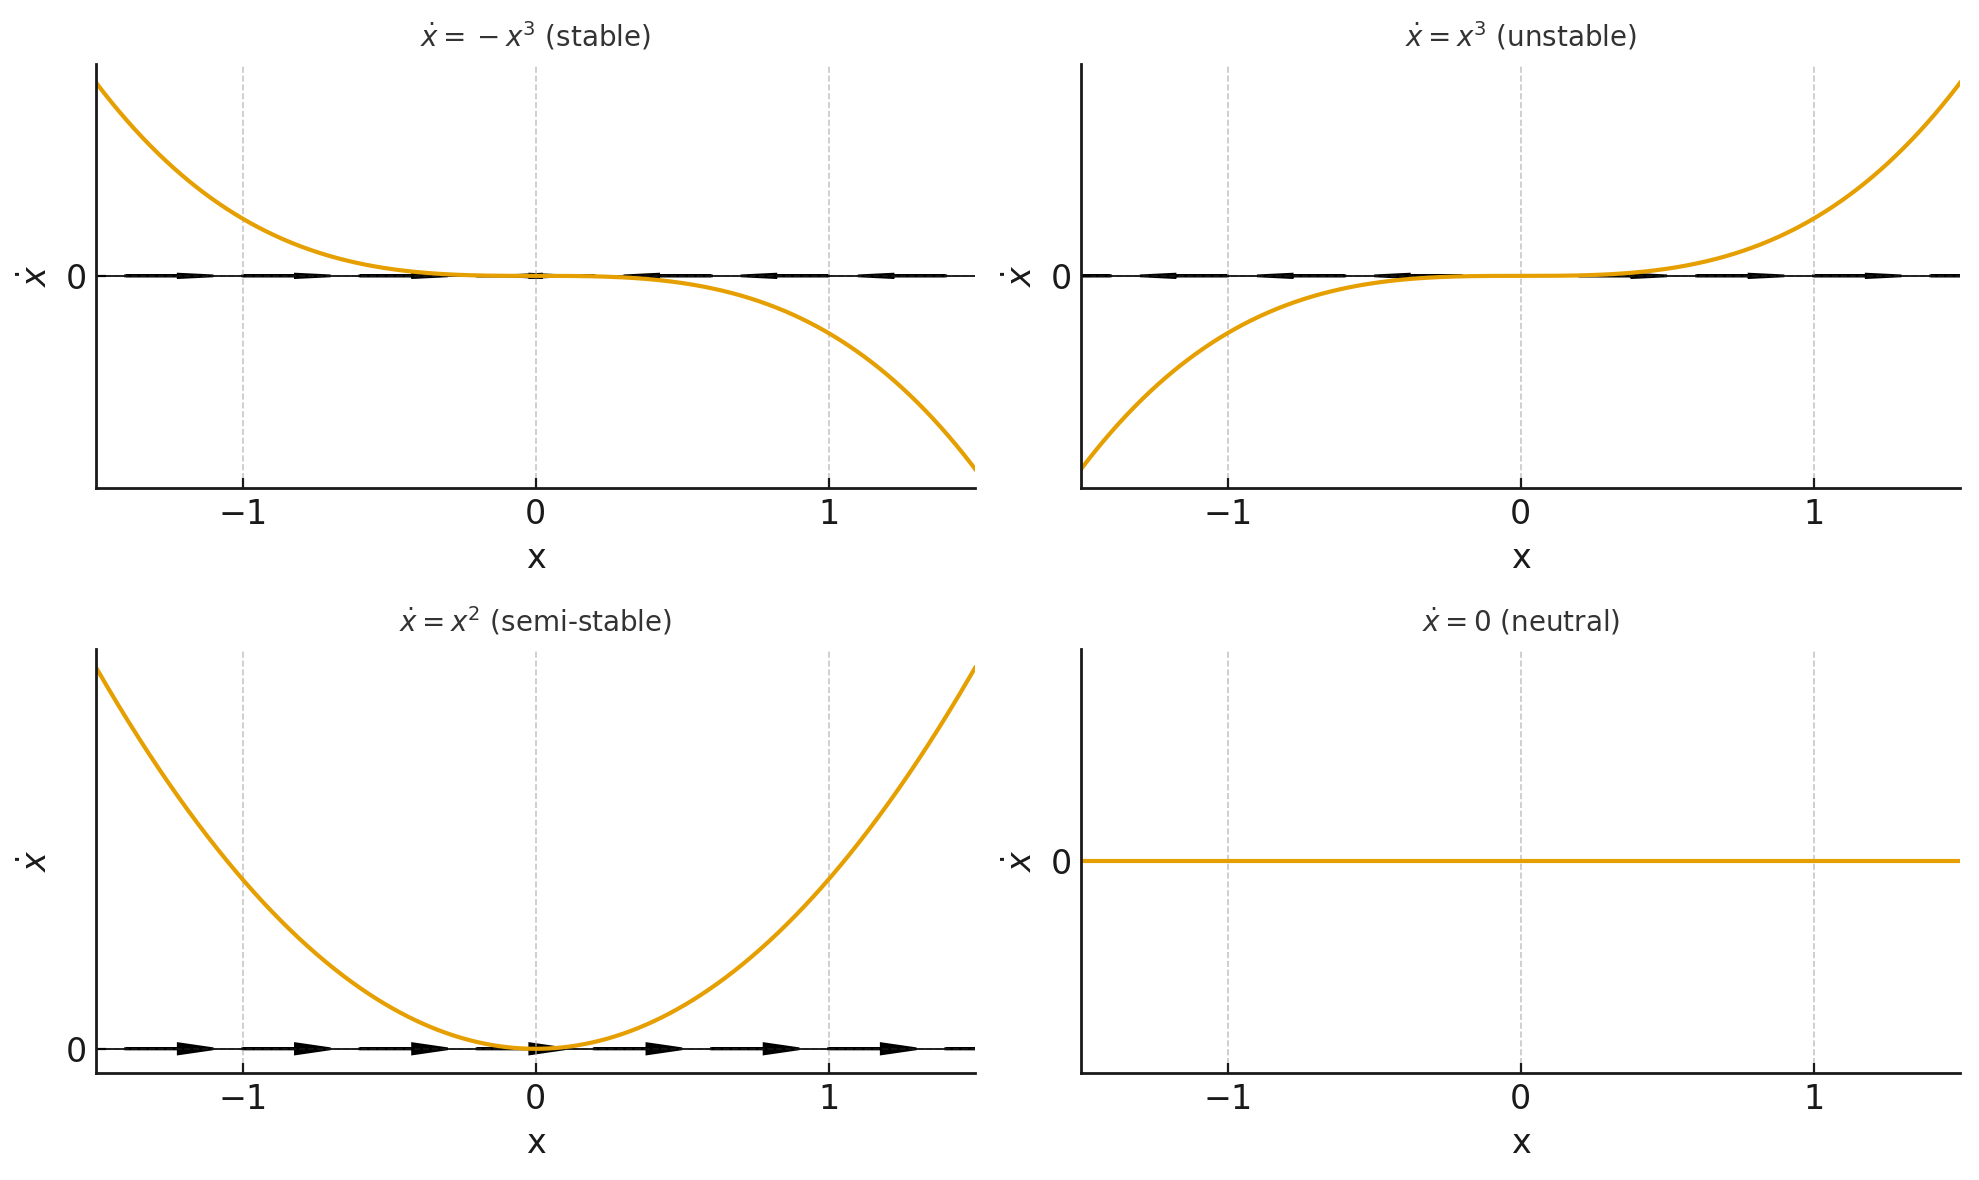 ẋ = −x³ (stable)
ẋ
0
−1 0 1
x
ẋ = x³ (unstable)
ẋ
0
−1 0 1
x
ẋ = x² (semi-stable)
ẋ
0
−1 0 1
x
ẋ = 0 (neutral)
ẋ
0
−1 0 1
x